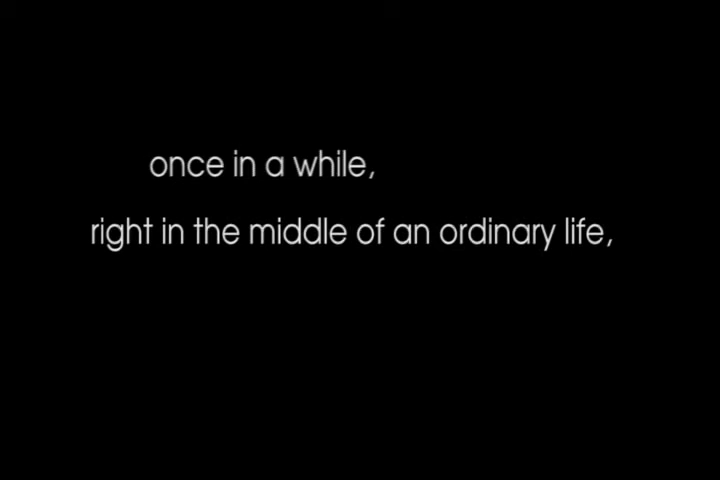 once in a while,
right in the middle of an ordinary life,